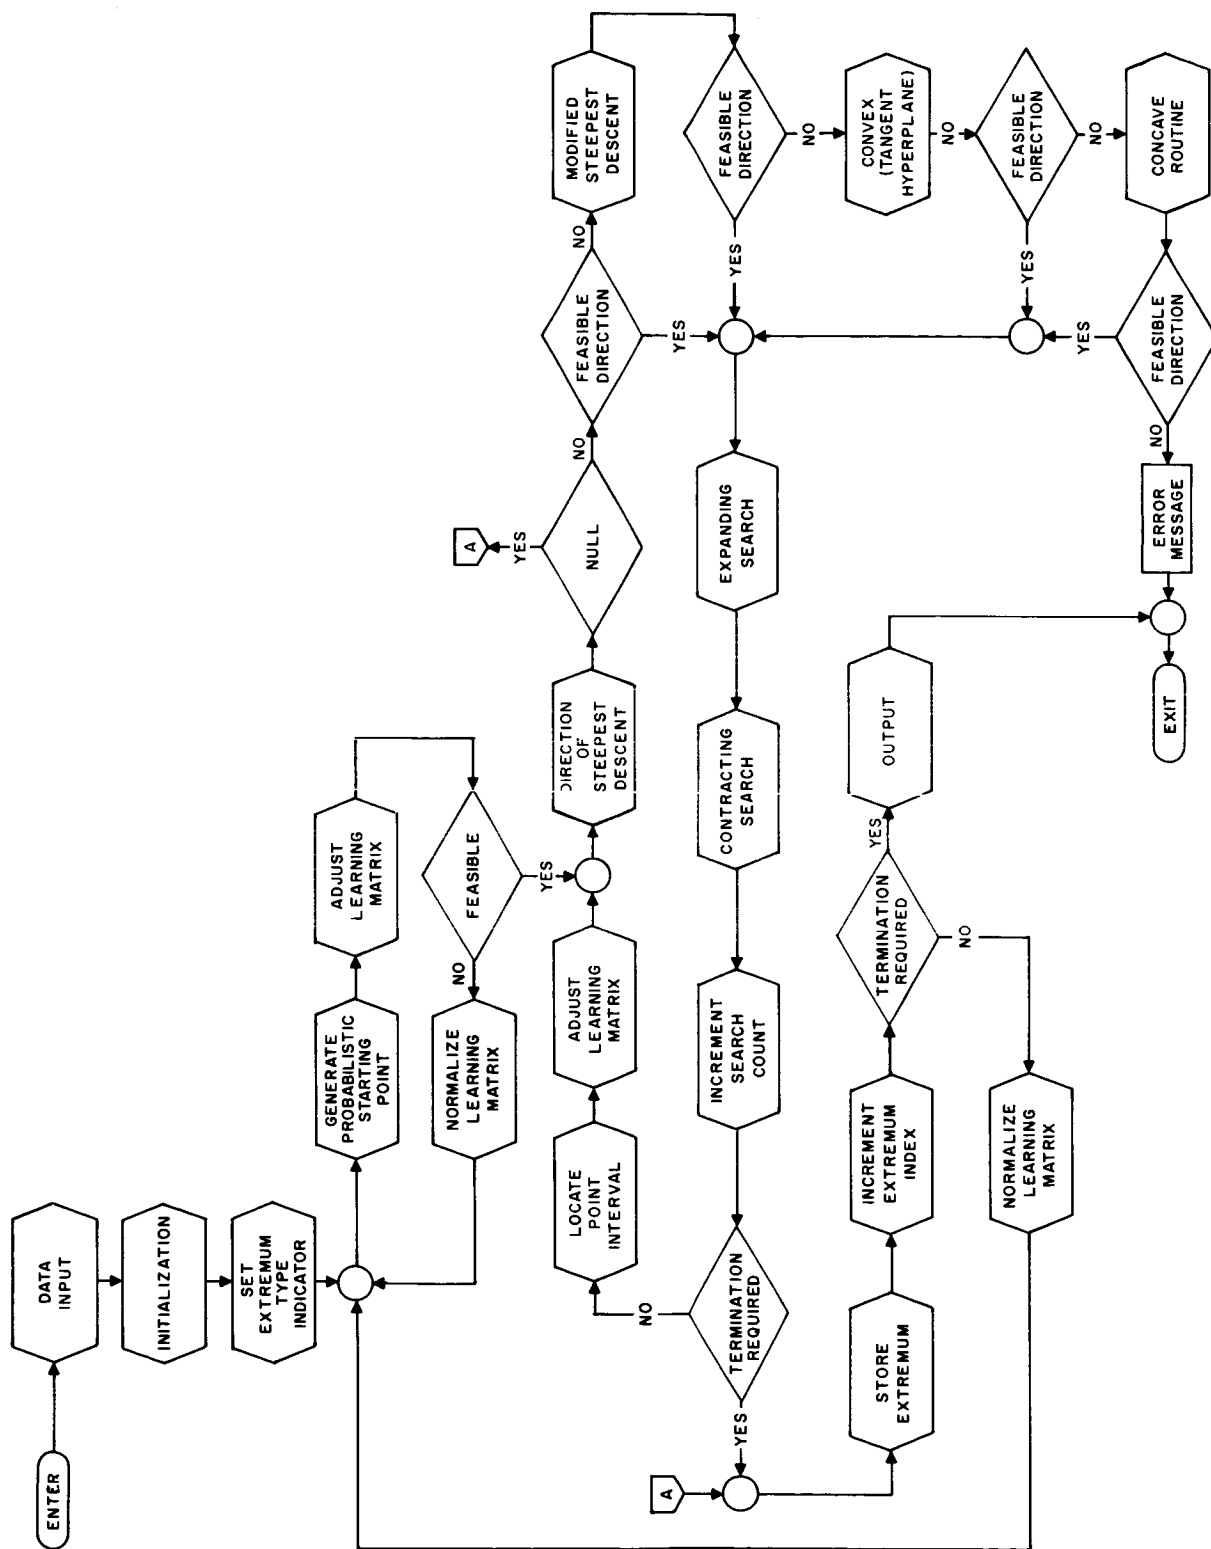 ENTER
DATA
INPUT
INITIALIZATION
SET
EXTREMUM
TYPE
INDICATOR
GENERATE
PROBABILISTIC
STARTING
POINT
ADJUST
LEARNING
MATRIX
FEASIBLE
NO
YES
NORMALIZE
LEARNING
MATRIX
LOCATE
POINT
INTERVAL
ADJUST
LEARNING
MATRIX
DIRECTION
OF
STEEPEST
DESCENT
NULL
YES
A
NO
FEASIBLE
DIRECTION
YES
NO
MODIFIED
STEEPEST
DESCENT
FEASIBLE
DIRECTION
YES
NO
CONVEX
(TANGENT
HYPERPLANE)
NO
FEASIBLE
DIRECTION
YES
NO
CONCAVE
ROUTINE
FEASIBLE
DIRECTION
YES
NO
ERROR
MESSAGE
EXIT
EXPANDING
SEARCH
CONTRACTING
SEARCH
INCREMENT
SEARCH
COUNT
TERMINATION
REQUIRED
NO
YES
A
STORE
EXTREMUM
INCREMENT
EXTREMUM
INDEX
TERMINATION
REQUIRED
YES
NO
OUTPUT
NORMALIZE
LEARNING
MATRIX